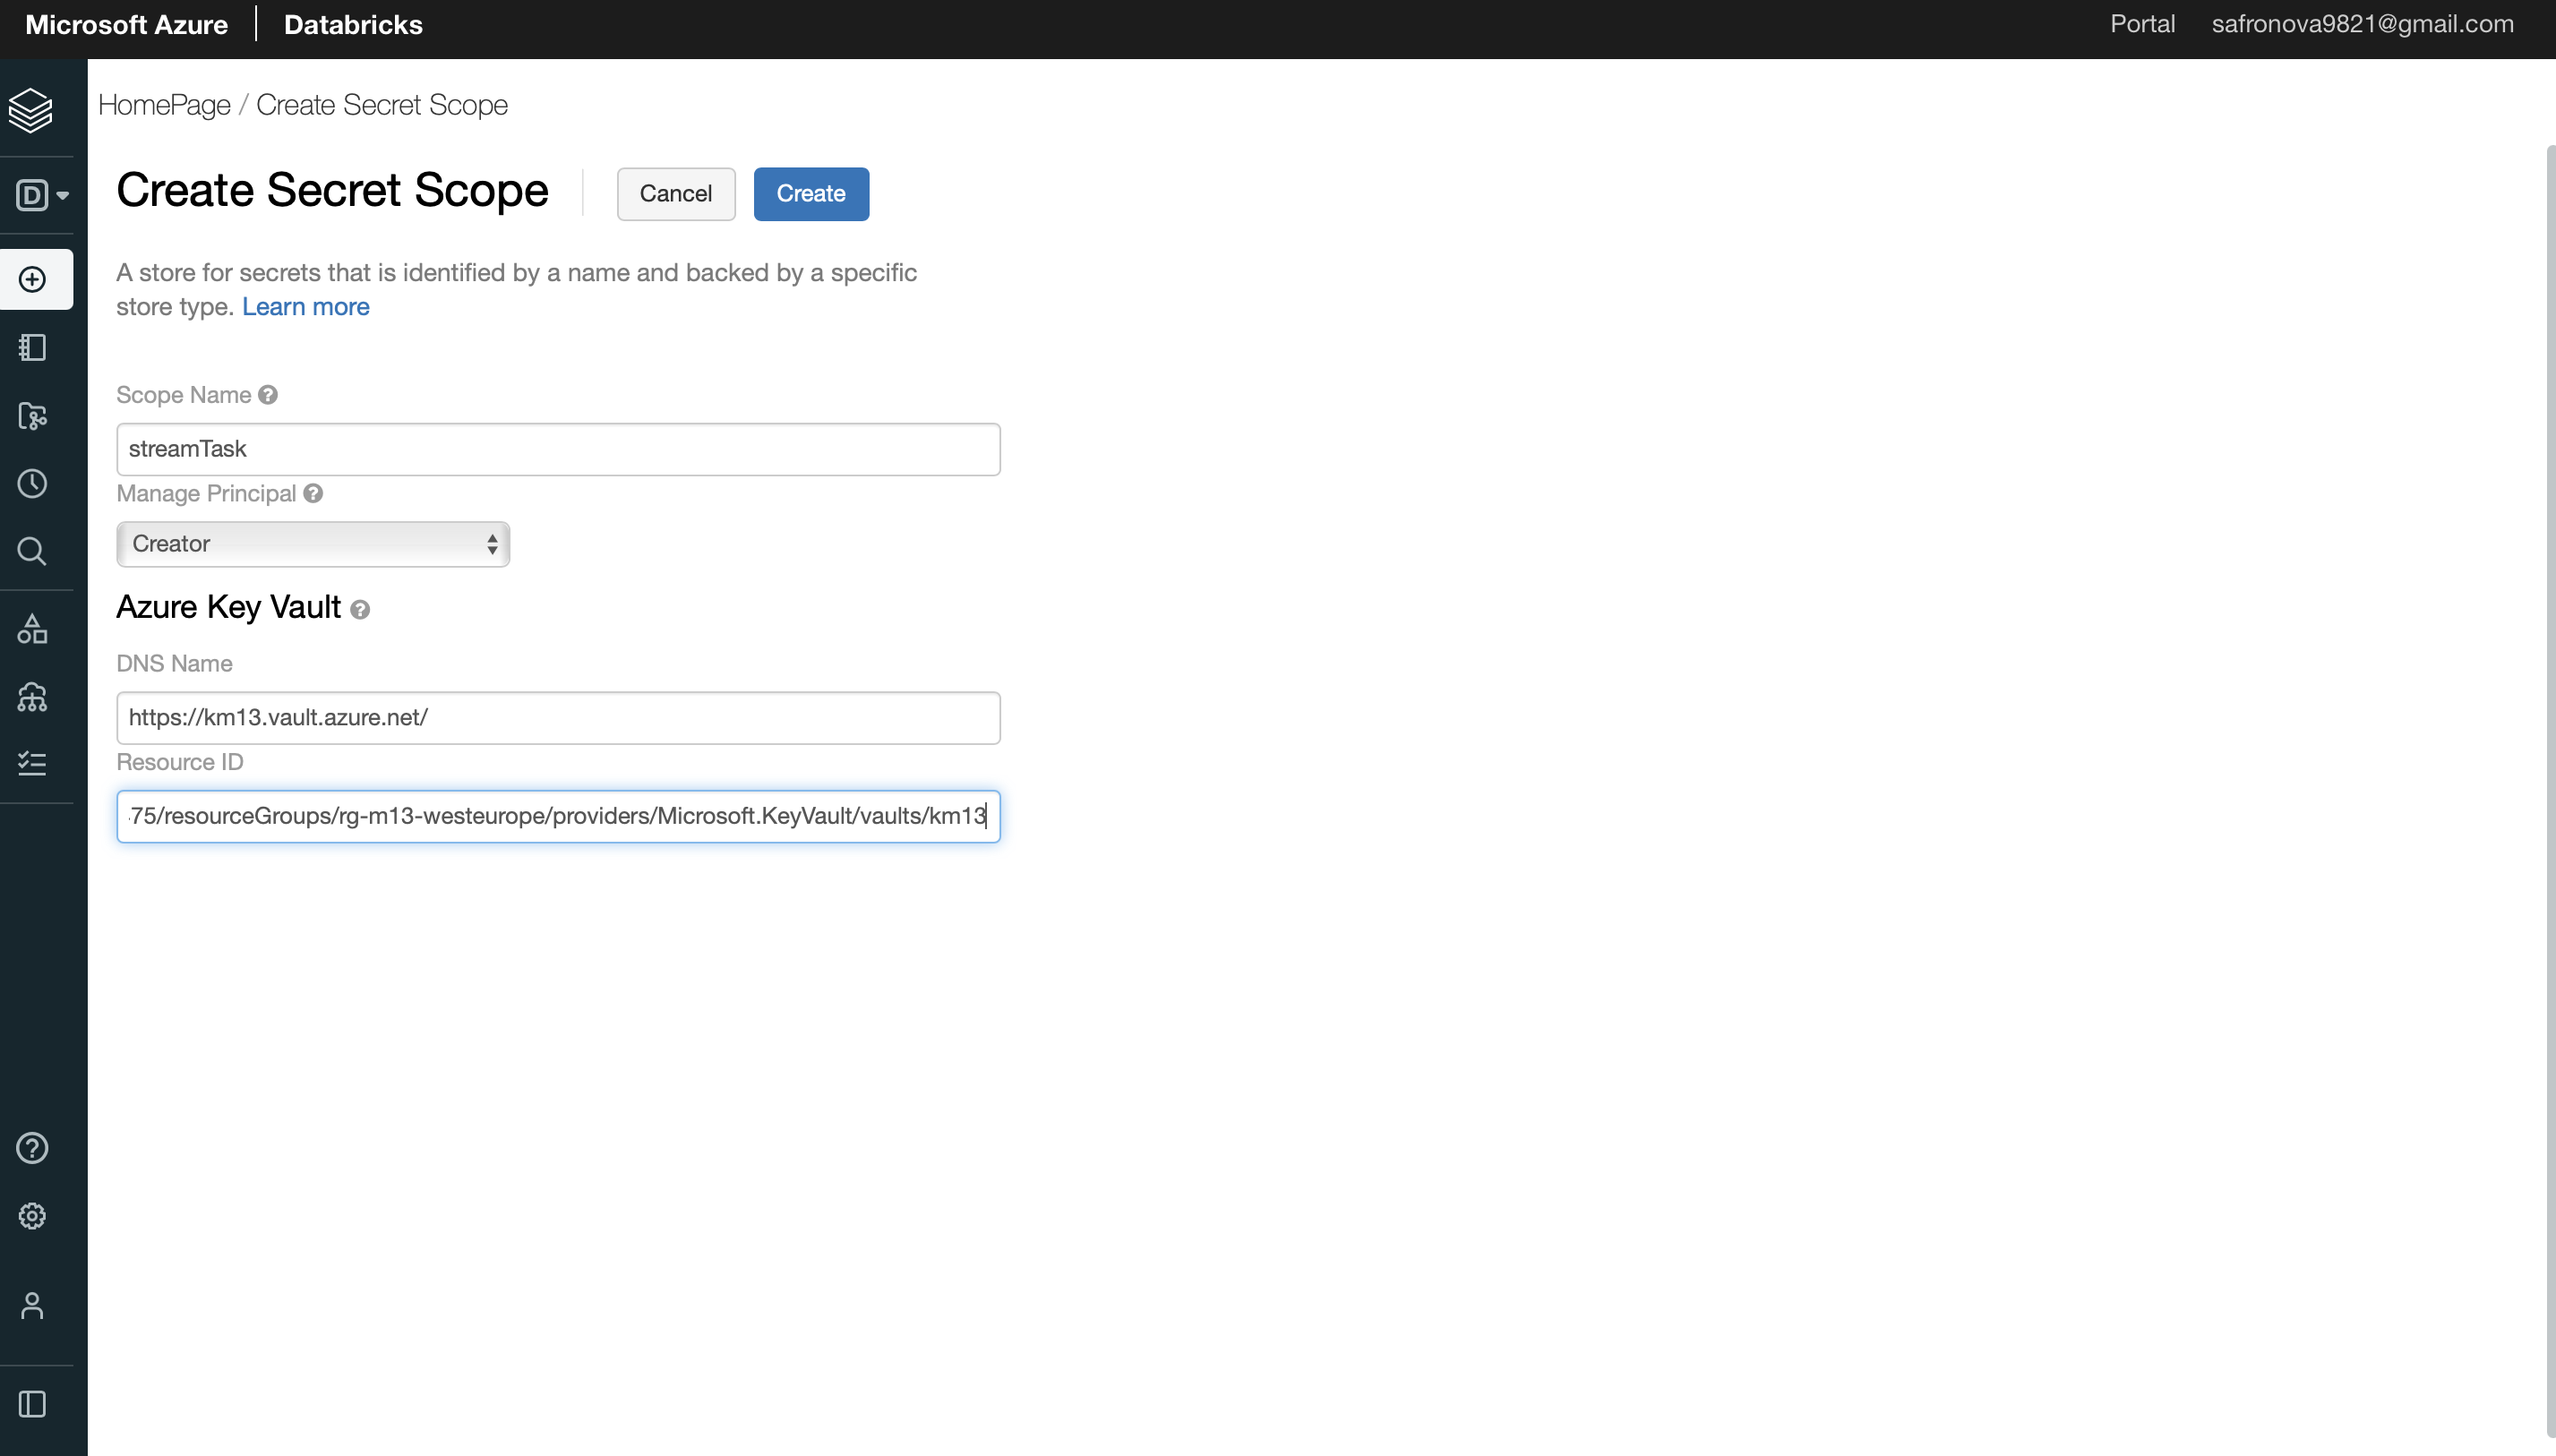 Microsoft Azure | Databricks
Portal safronova9821@gmail.com
HomePage / Create Secret Scope
Create Secret Scope
Cancel
Create
A store for secrets that is identified by a name and backed by a specific
store type. Learn more
Scope Name
streamTask
Manage Principal
Creator
Azure Key Vault
DNS Name
https://km13.vault.azure.net/
Resource ID
75/resourceGroups/rg-m13-westeurope/providers/Microsoft.KeyVault/vaults/km13